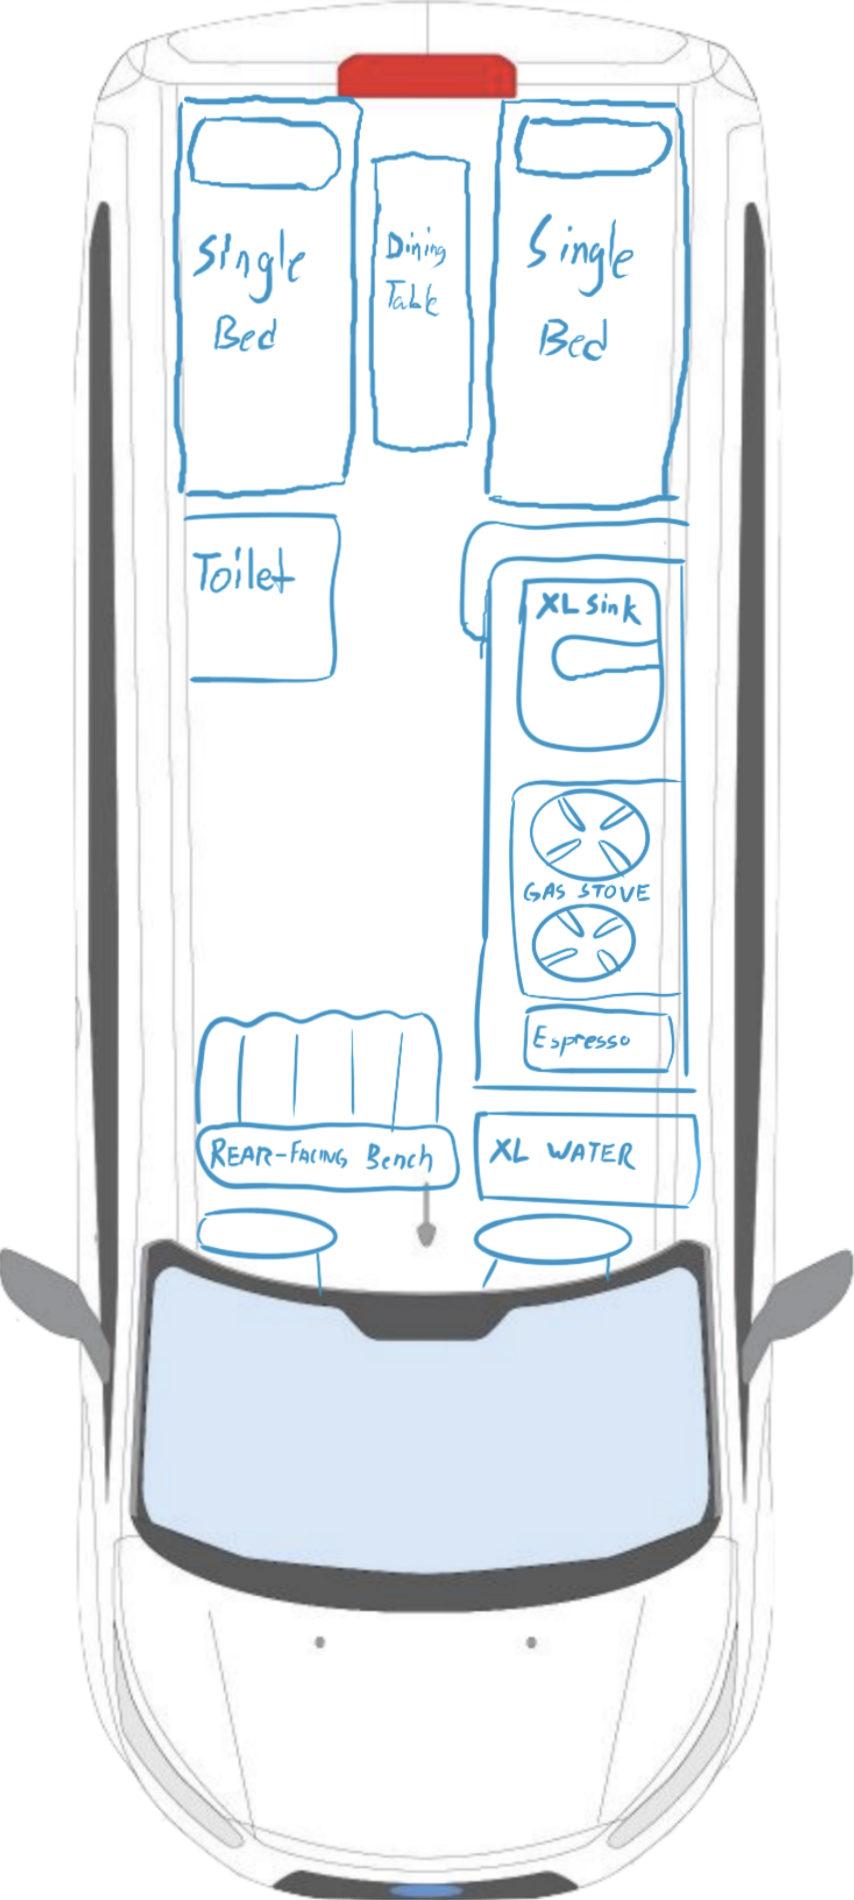 Single
Bed
Dining
Table
Single
Bed
Toilet
XL Sink
GAS STOVE
Espresso
REAR-FACING Bench
XL WATER